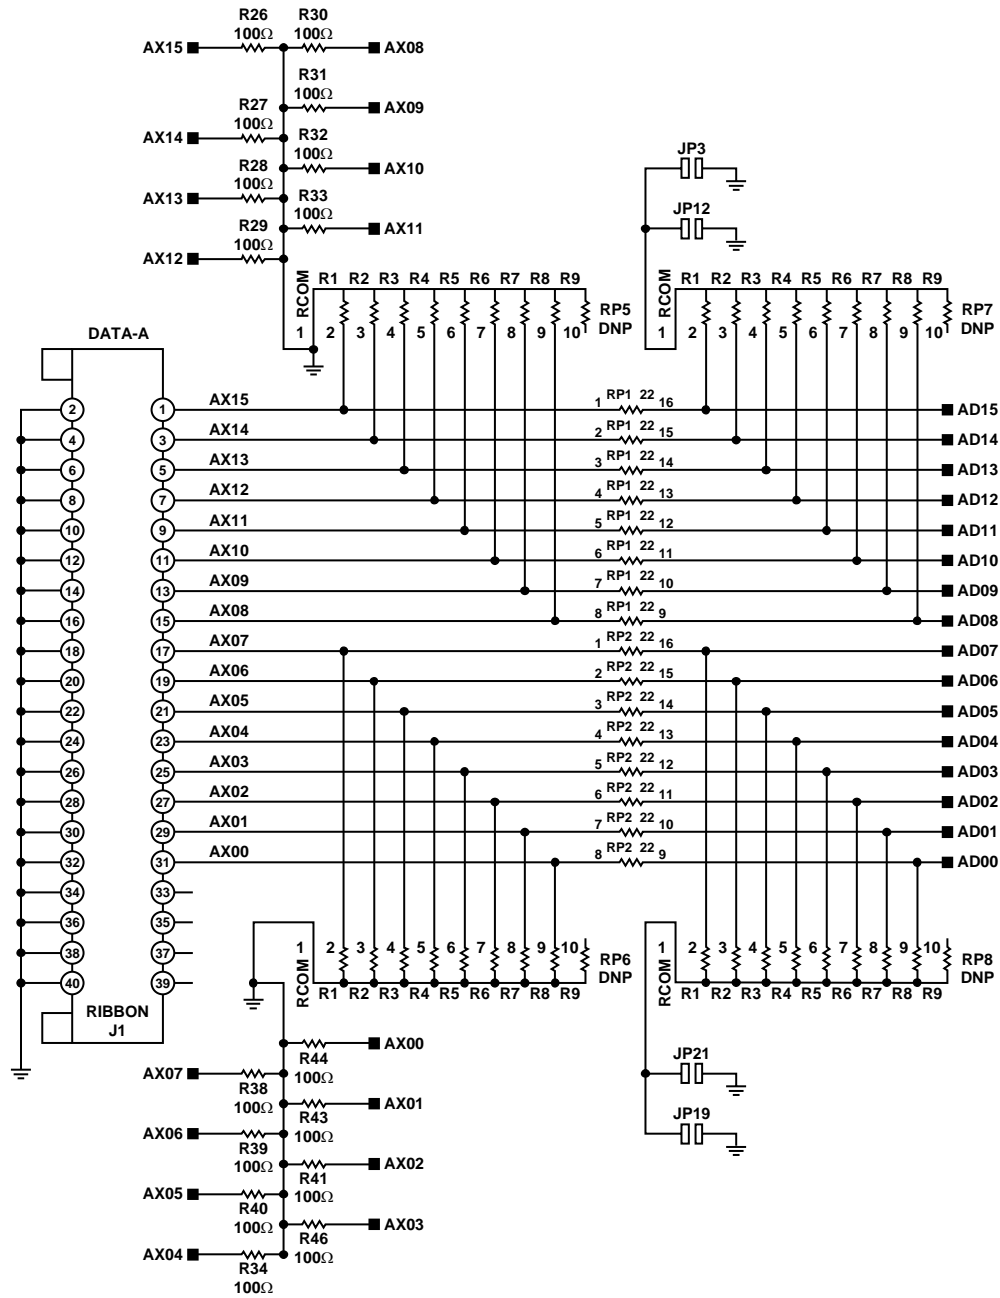 R26 R30
100Ω 100Ω
AX15 AX08
R31
100Ω
AX09
R27
100Ω
AX14
R32
100Ω
AX10
R28
100Ω
AX13
R33
100Ω
AX11
R29
100Ω
AX12
JP3
JP12
RCOM R1 R2 R3 R4 R5 R6 R7 R8 R9
1 2 3 4 5 6 7 8 9 10
RP5
DNP
RCOM R1 R2 R3 R4 R5 R6 R7 R8 R9
1 2 3 4 5 6 7 8 9 10
RP7
DNP
DATA-A
2 1 AX15 1 RP1 22 16 AD15
4 3 AX14 2 RP1 22 15 AD14
6 5 AX13 3 RP1 22 14 AD13
8 7 AX12 4 RP1 22 13 AD12
10 9 AX11 5 RP1 22 12 AD11
12 11 AX10 6 RP1 22 11 AD10
14 13 AX09 7 RP1 22 10 AD09
16 15 AX08 8 RP1 22 9 AD08
18 17 AX07 1 RP2 22 16 AD07
20 19 AX06 2 RP2 22 15 AD06
22 21 AX05 3 RP2 22 14 AD05
24 23 AX04 4 RP2 22 13 AD04
26 25 AX03 5 RP2 22 12 AD03
28 27 AX02 6 RP2 22 11 AD02
30 29 AX01 7 RP2 22 10 AD01
32 31 AX00 8 RP2 22 9 AD00
34 33
36 35
38 37
40 39
RIBBON
J1
1 2 3 4 5 6 7 8 9 10
RCOM R1 R2 R3 R4 R5 R6 R7 R8 R9
RP6
DNP
1 2 3 4 5 6 7 8 9 10
RCOM R1 R2 R3 R4 R5 R6 R7 R8 R9
RP8
DNP
AX00
R44
100Ω
AX07
R38
100Ω
AX01
R43
100Ω
AX06
R39
100Ω
AX02
R41
100Ω
AX05
R40
100Ω
AX03
R46
100Ω
AX04
R34
100Ω
JP21
JP19